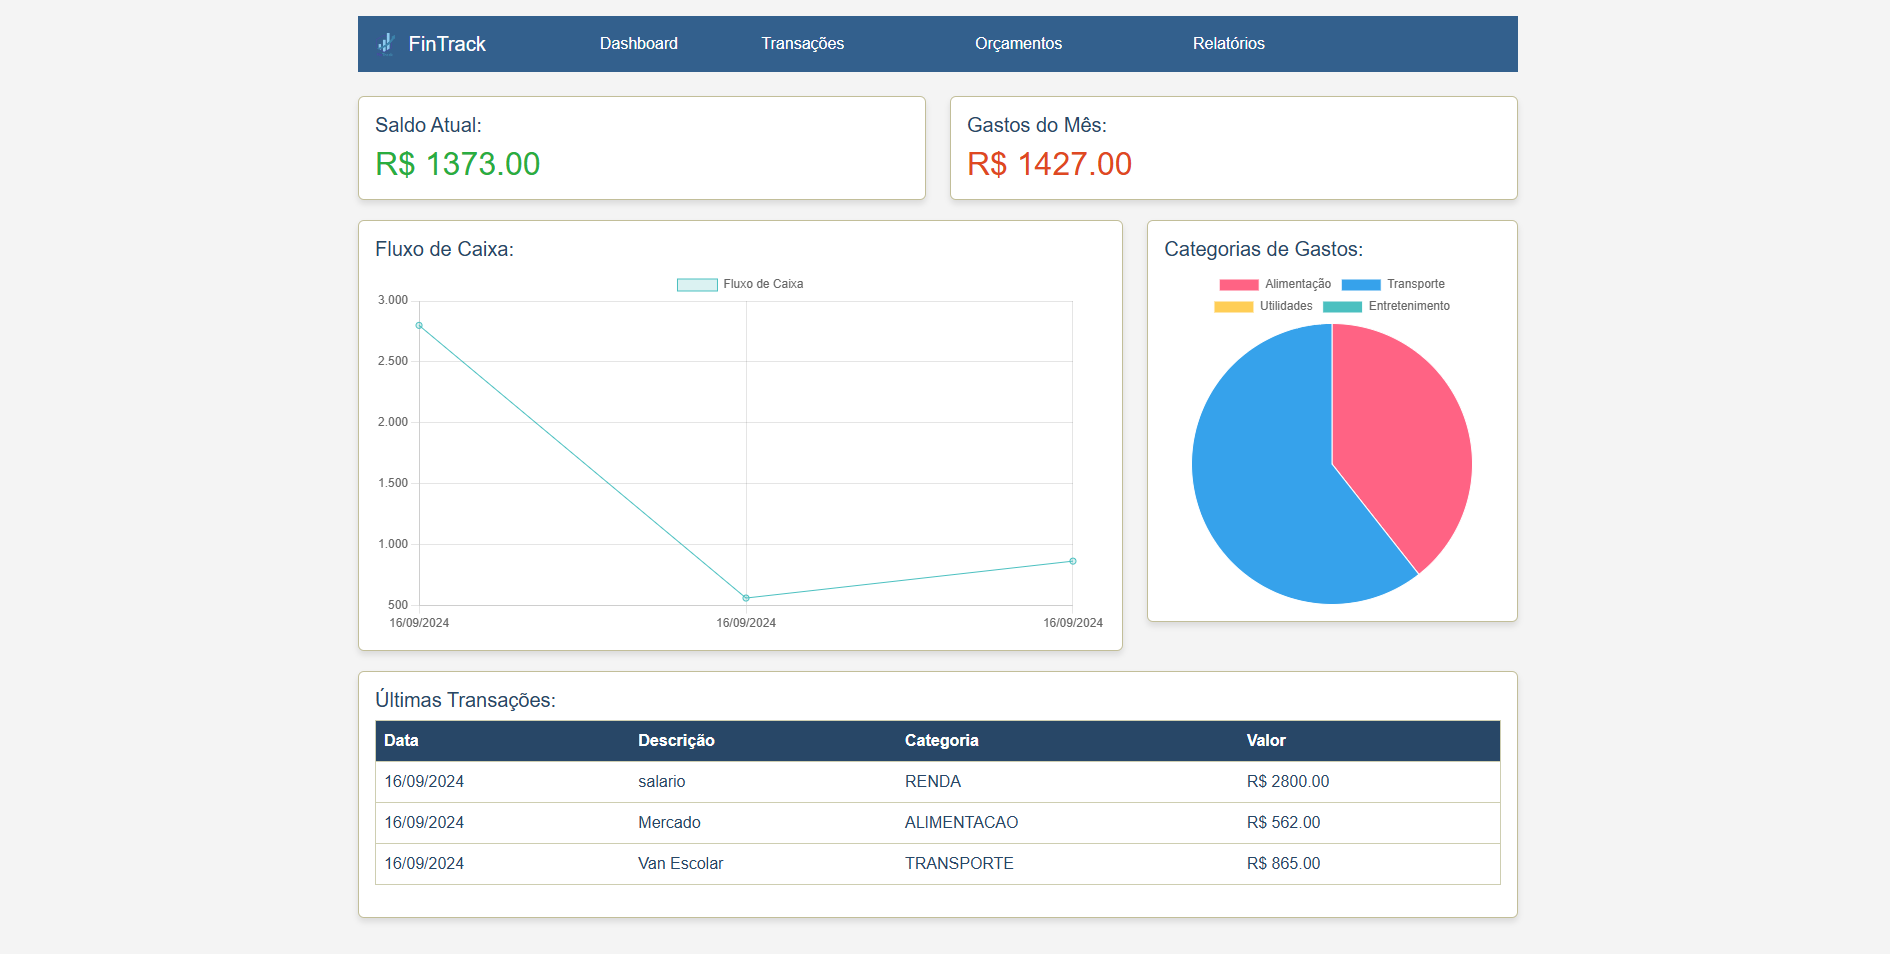 FinTrack Dashboard Transações Orçamentos Relatórios
Saldo Atual:
R$ 1373.00
Gastos do Mês:
R$ 1427.00
Fluxo de Caixa:
Fluxo de Caixa
3.000
2.500
2.000
1.500
1.000
500
16/09/2024 16/09/2024 16/09/2024
Categorias de Gastos:
Alimentação Transporte
Utilidades Entretenimento
Últimas Transações:
Data Descrição Categoria Valor
16/09/2024 salario RENDA R$ 2800.00
16/09/2024 Mercado ALIMENTACAO R$ 562.00
16/09/2024 Van Escolar TRANSPORTE R$ 865.00